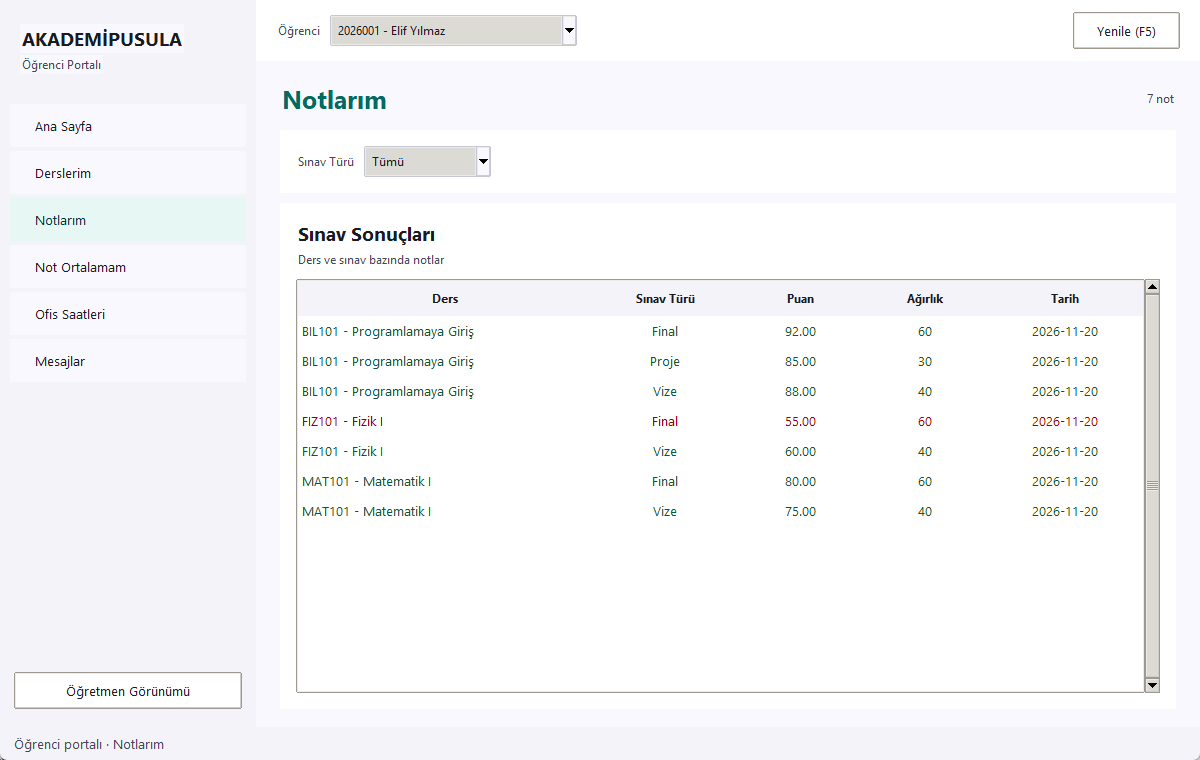 AKADEMİPUSULA
Öğrenci Portalı
Ana Sayfa
Derslerim
Notlarım
Not Ortalamam
Ofis Saatleri
Mesajlar
Öğretmen Görünümü
Öğrenci 2026001 - Elif Yılmaz Yenile (F5)
Notlarım 7 not
Sınav Türü Tümü
Sınav Sonuçları
Ders ve sınav bazında notlar
Ders Sınav Türü Puan Ağırlık Tarih
BIL101 - Programlamaya Giriş Final 92.00 60 2026-11-20
BIL101 - Programlamaya Giriş Proje 85.00 30 2026-11-20
BIL101 - Programlamaya Giriş Vize 88.00 40 2026-11-20
FIZ101 - Fizik I Final 55.00 60 2026-11-20
FIZ101 - Fizik I Vize 60.00 40 2026-11-20
MAT101 - Matematik I Final 80.00 60 2026-11-20
MAT101 - Matematik I Vize 75.00 40 2026-11-20
Öğrenci portalı · Notlarım